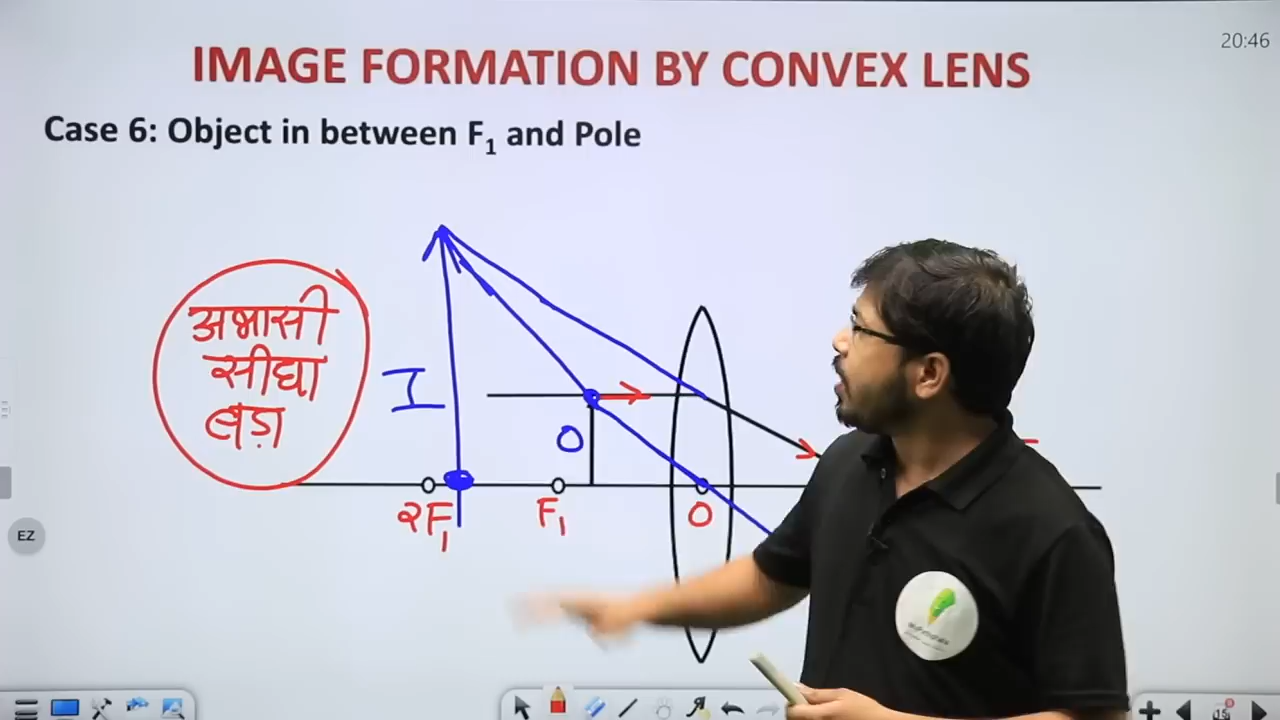 20:46
IMAGE FORMATION BY CONVEX LENS
Case 6: Object in between F₁ and Pole
अभासी
सीधा
बड़ा
I
O
2F₁
F₁
O
EZ
15